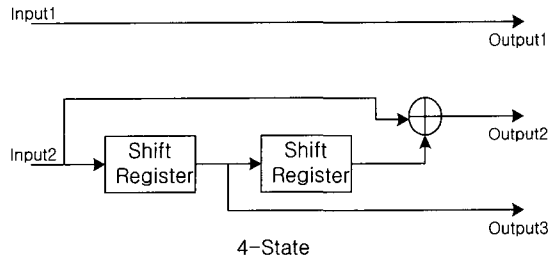 Input1
Output1
Input2
Shift
Register
Shift
Register
Output2
Output3
4-State